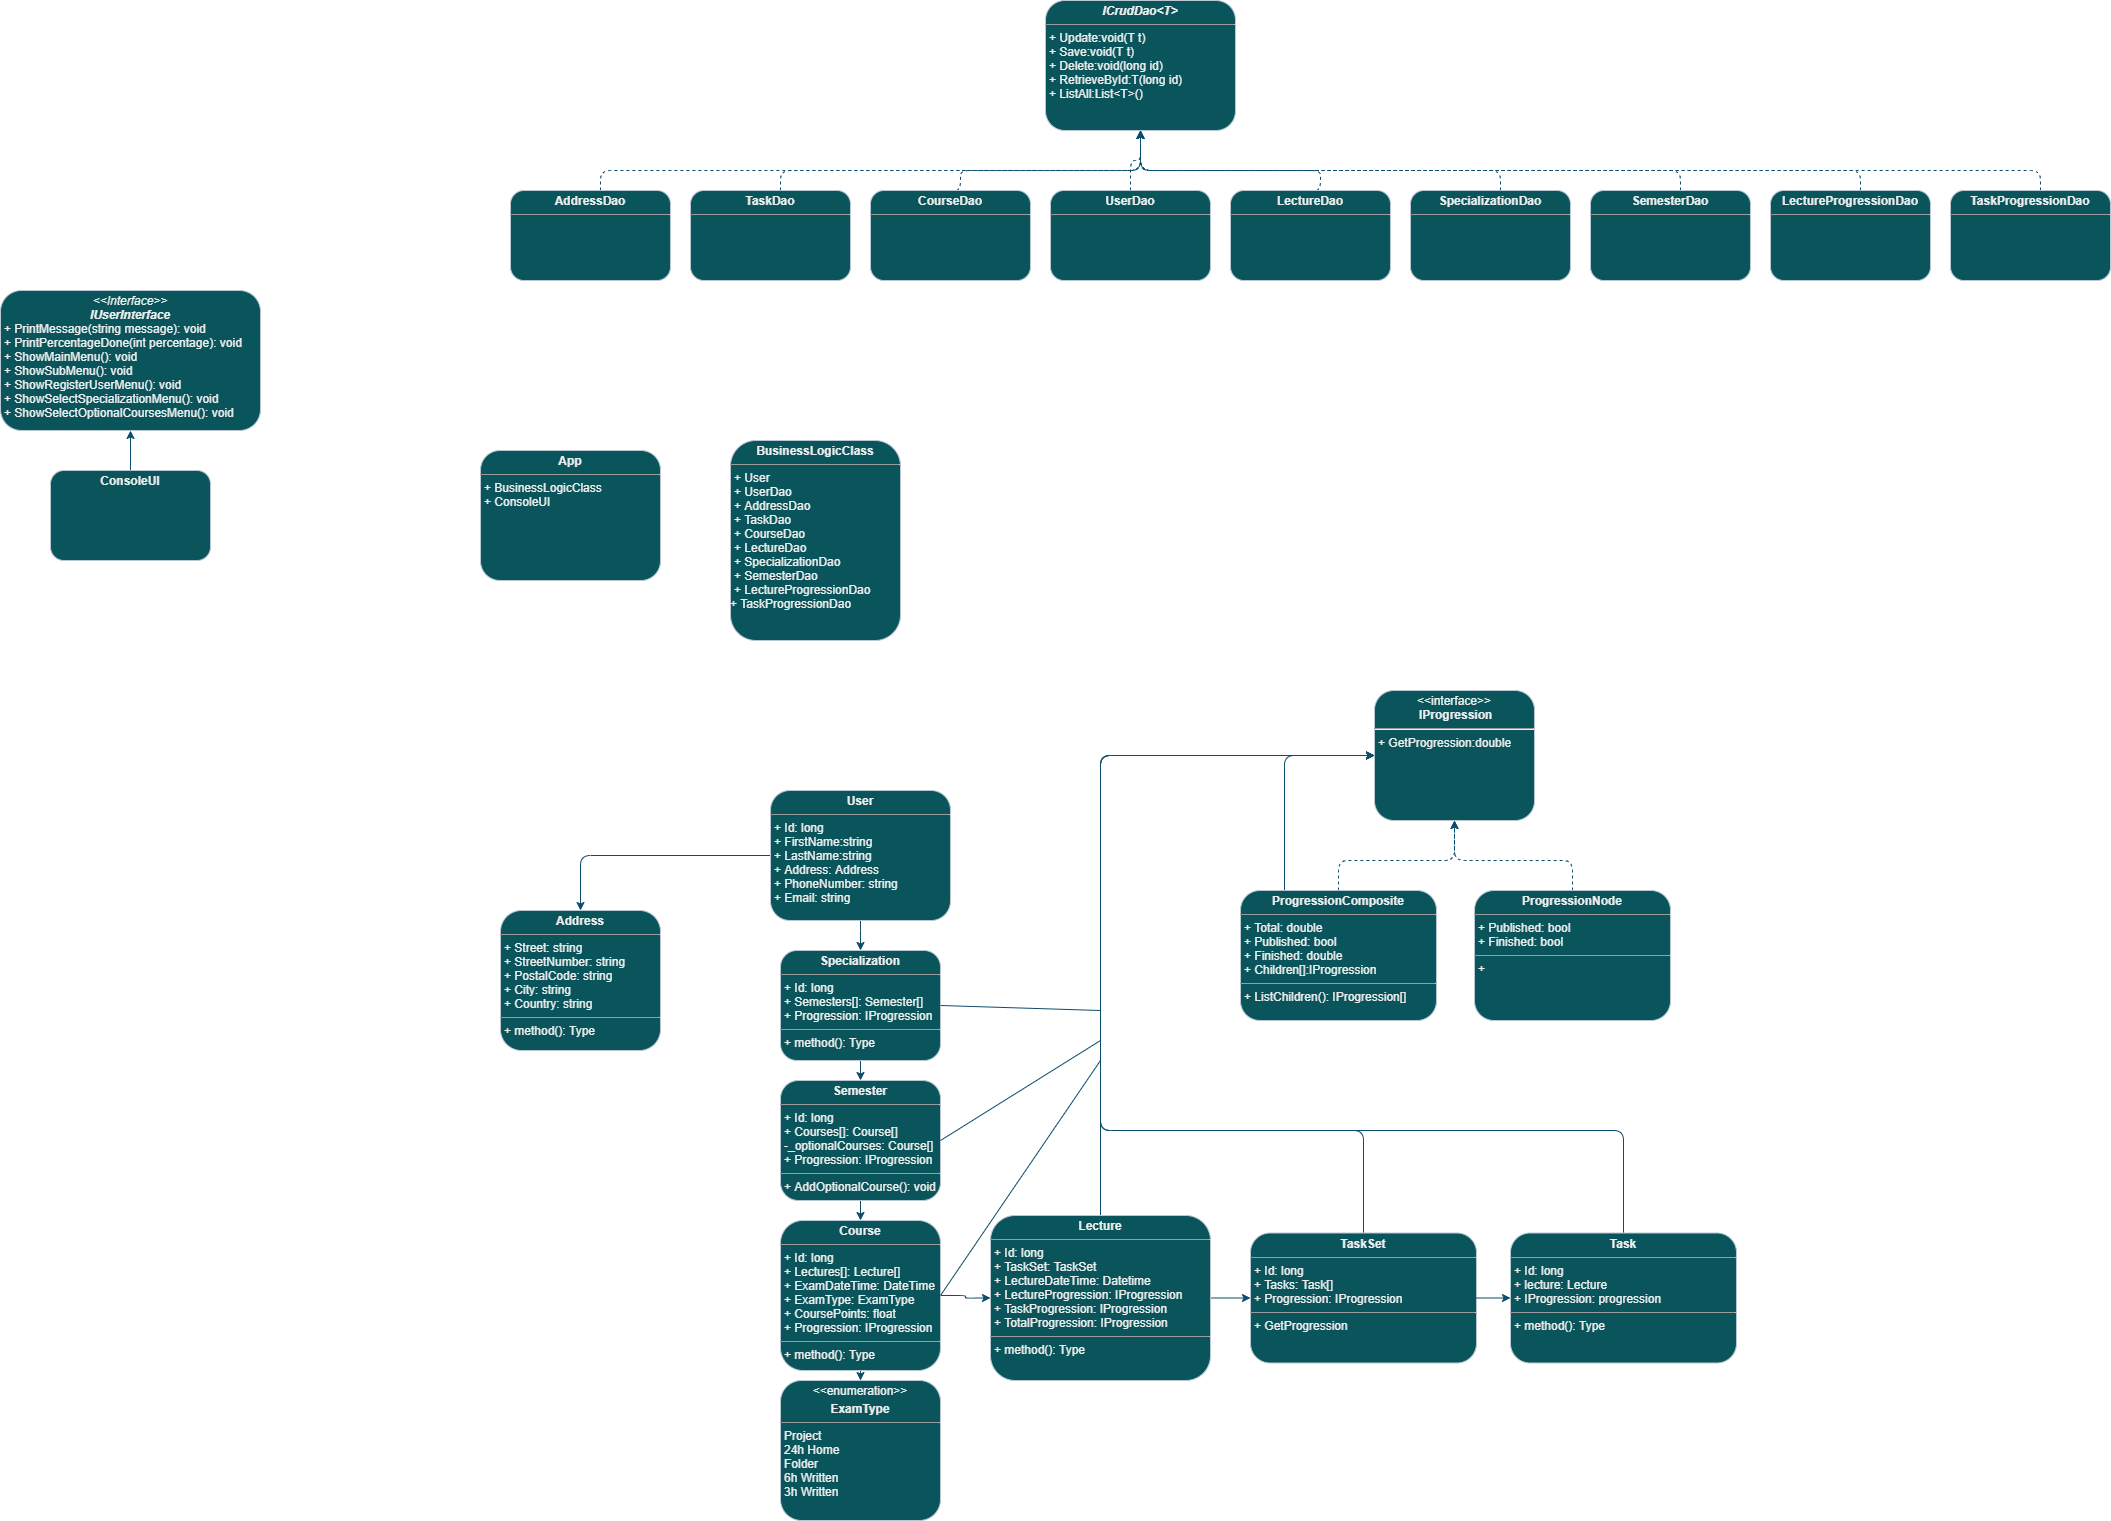 ICrudDao<T>
+ Update:void(T t)
+ Save:void(T t)
+ Delete:void(long id)
+ RetrieveById:T(long id)
+ ListAll:List<T>()
AddressDao
TaskDao
CourseDao
UserDao
LectureDao
SpecializationDao
SemesterDao
LectureProgressionDao
TaskProgressionDao
<<Interface>>
IUserInterface
+ PrintMessage(string message): void
+ PrintPercentageDone(int percentage): void
+ ShowMainMenu(): void
+ ShowSubMenu(): void
+ ShowRegisterUserMenu(): void
+ ShowSelectSpecializationMenu(): void
+ ShowSelectOptionalCoursesMenu(): void
ConsoleUI
App
+ BusinessLogicClass
+ ConsoleUI
BusinessLogicClass
+ User
+ UserDao
+ AddressDao
+ TaskDao
+ CourseDao
+ LectureDao
+ SpecializationDao
+ SemesterDao
+ LectureProgressionDao
+ TaskProgressionDao
<<interface>>
IProgression
+ GetProgression:double
User
+ Id: long
+ FirstName:string
+ LastName:string
+ Address: Address
+ PhoneNumber: string
+ Email: string
Address
+ Street: string
+ StreetNumber: string
+ PostalCode: string
+ City: string
+ Country: string
+ method(): Type
Specialization
+ Id: long
+ Semesters[]: Semester[]
+ Progression: IProgression
+ method(): Type
ProgressionComposite
+ Total: double
+ Published: bool
+ Finished: double
+ Children[]:IProgression
+ ListChildren(): IProgression[]
ProgressionNode
+ Published: bool
+ Finished: bool
+
Semester
+ Id: long
+ Courses[]: Course[]
-_optionalCourses: Course[]
+ Progression: IProgression
+ AddOptionalCourse(): void
Course
+ Id: long
+ Lectures[]: Lecture[]
+ ExamDateTime: DateTime
+ ExamType: ExamType
+ CoursePoints: float
+ Progression: IProgression
+ method(): Type
Lecture
+ Id: long
+ TaskSet: TaskSet
+ LectureDateTime: Datetime
+ LectureProgression: IProgression
+ TaskProgression: IProgression
+ TotalProgression: IProgression
+ method(): Type
TaskSet
+ Id: long
+ Tasks: Task[]
+ Progression: IProgression
+ GetProgression
Task
+ Id: long
+ lecture: Lecture
+ IProgression: progression
+ method(): Type
<<enumeration>>
ExamType
Project
24h Home
Folder
6h Written
3h Written